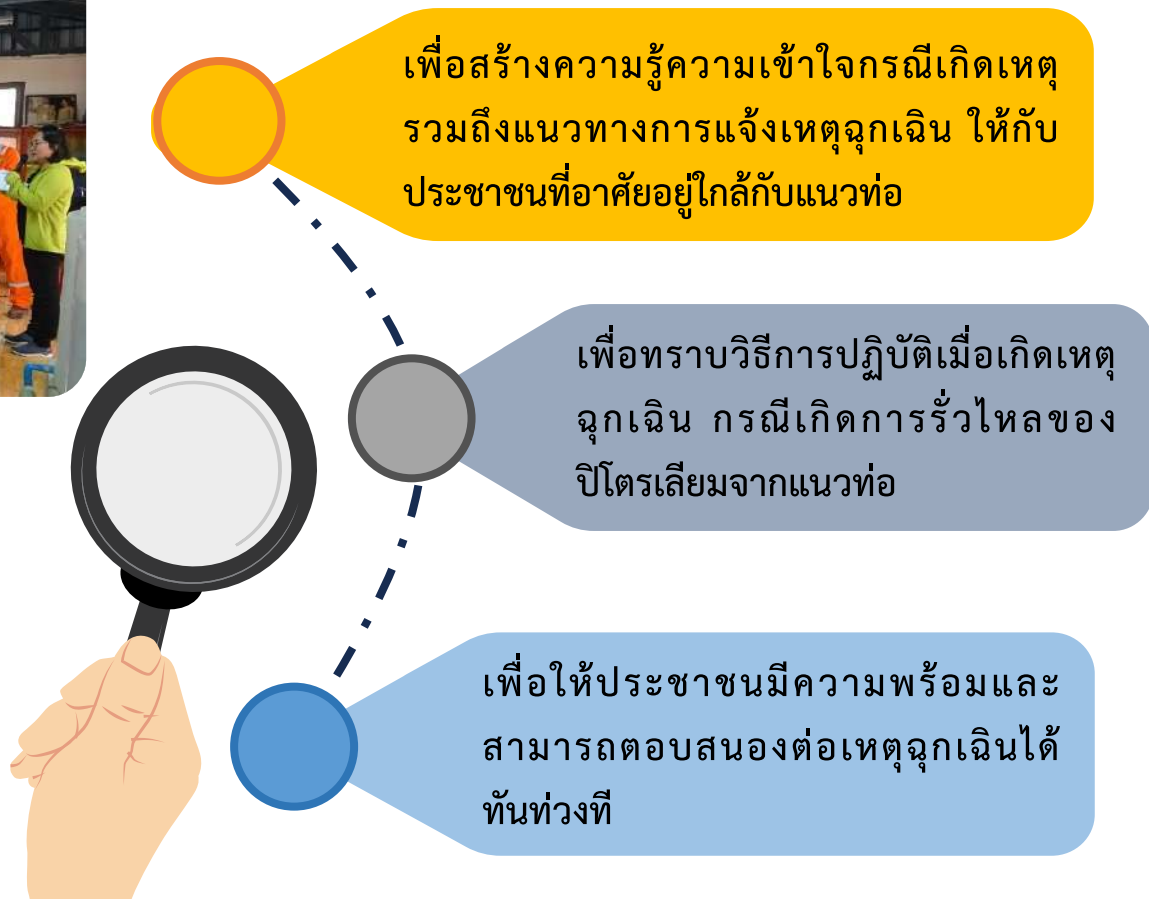 เพื่อสร้างความรู้ความเข้าใจกรณีเกิดเหตุ
รวมถึงแนวทางการแจ้งเหตุฉุกเฉิน ให้กับ
ประชาชนที่อาศัยอยู่ใกล้กับแนวท่อ
เพื่อทราบวิธีการปฏิบัติเมื่อเกิดเหตุ
ฉุกเฉิน กรณีเกิดการรั่วไหลของ
ปิโตรเลียมจากแนวท่อ
เพื่อให้ประชาชนมีความพร้อมและ
สามารถตอบสนองต่อเหตุฉุกเฉินได้
ทันท่วงที